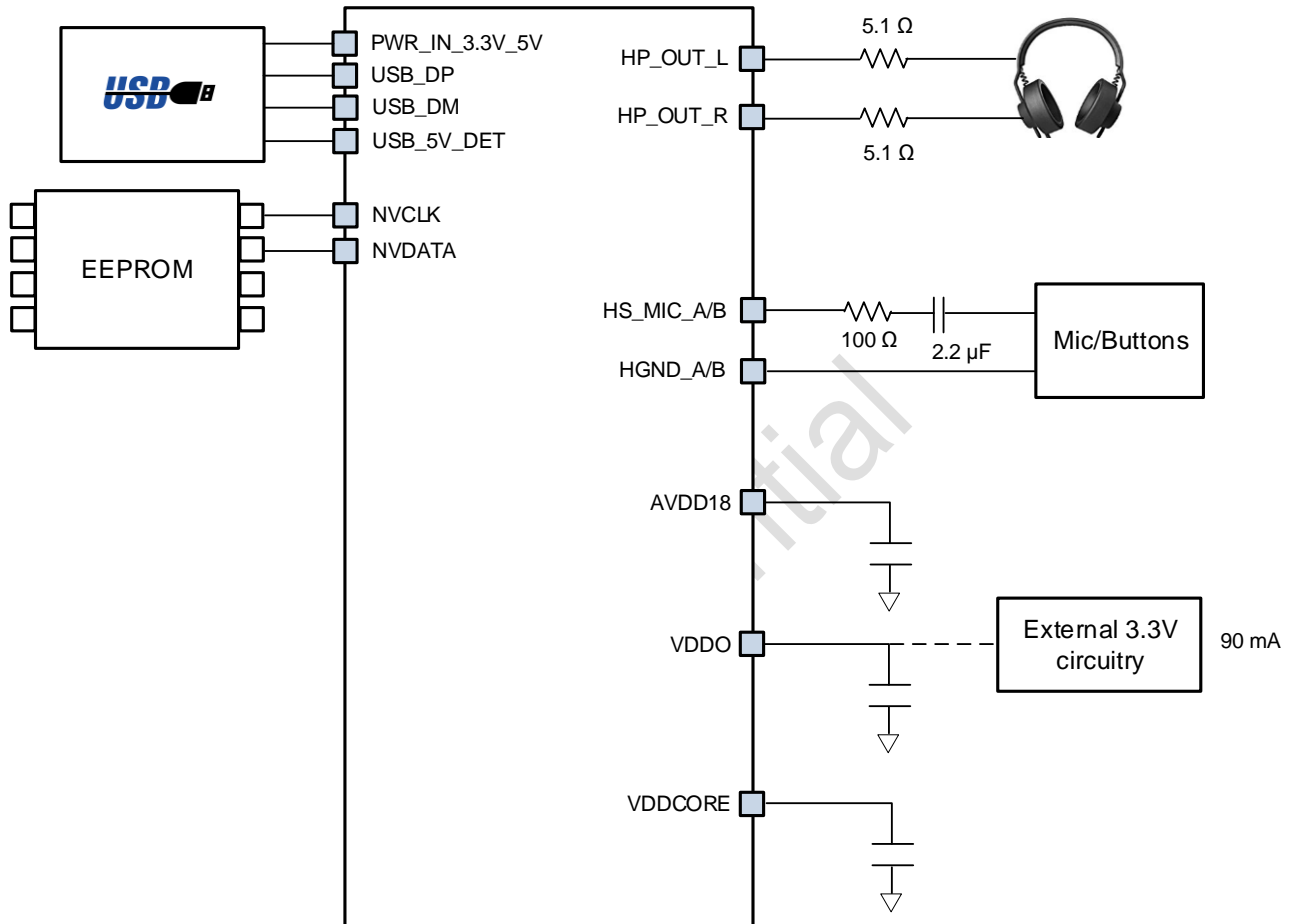 USB
PWR_IN_3.3V_5V
USB_DP
USB_DM
USB_5V_DET
EEPROM
NVCLK
NVDATA
HP_OUT_L
5.1 Ω
HP_OUT_R
5.1 Ω
HS_MIC_A/B
100 Ω
2.2 µF
HGND_A/B
Mic/Buttons
AVDD18
VDDO
External 3.3V
circuitry
90 mA
VDDCORE